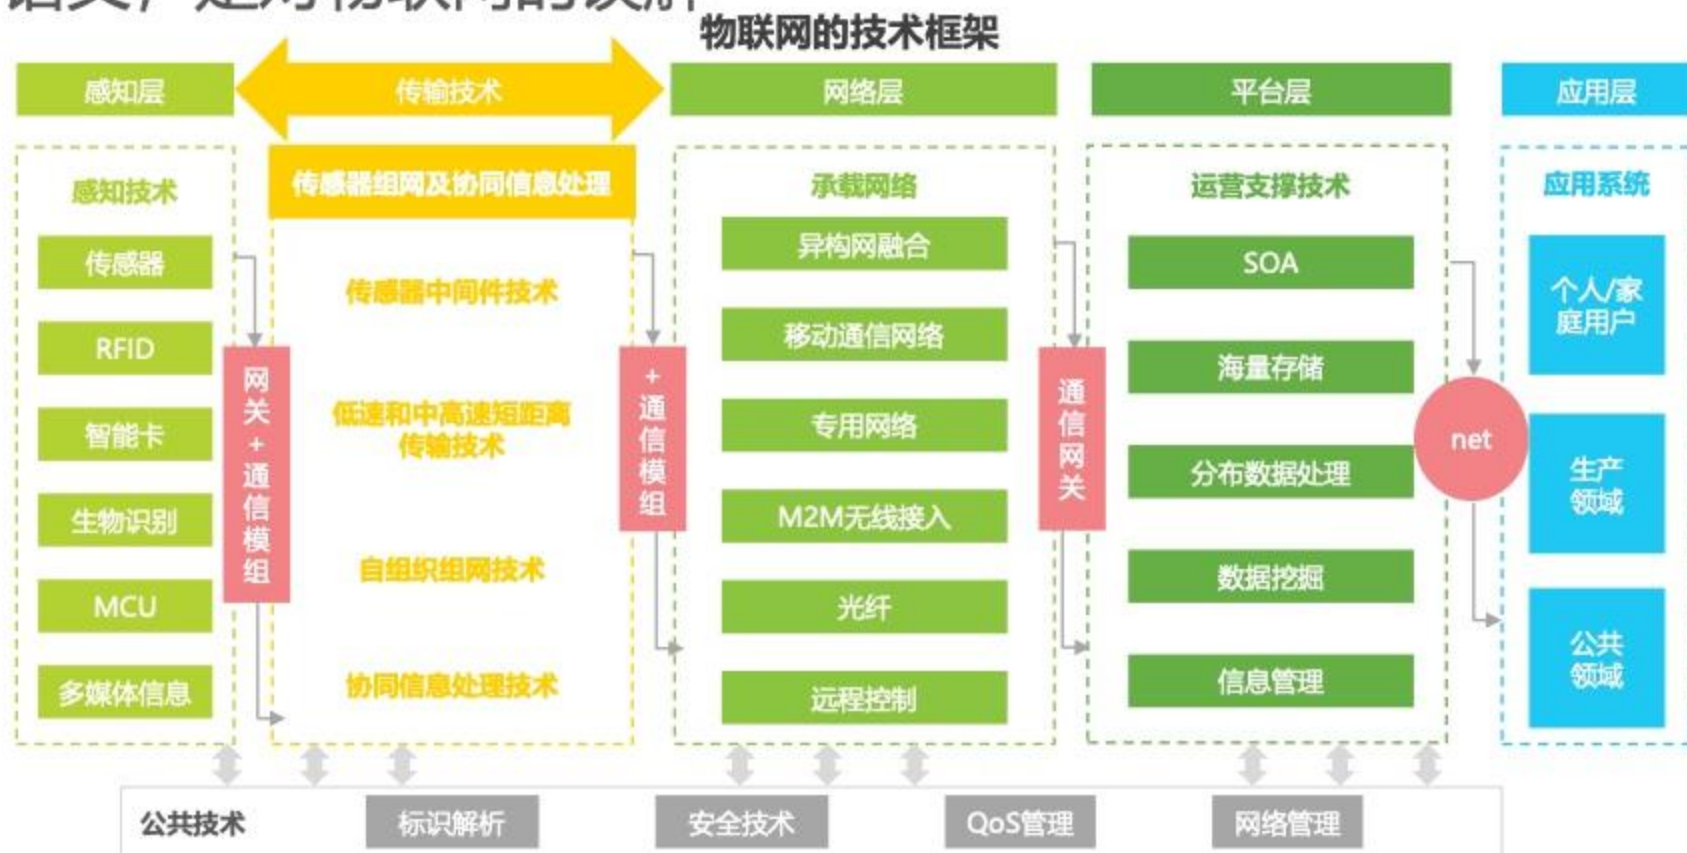 物联网的技术框架
感知层
传输技术
网络层
平台层
应用层
感知技术
传感器
RFID
智能卡
生物识别
MCU
多媒体信息
网关+通信模组
传感器组网及协同信息处理
传感器中间件技术
低速和中高速短距离
传输技术
自组织组网技术
协同信息处理技术
+通信模组
承载网络
异构网融合
移动通信网络
专用网络
M2M无线接入
光纤
远程控制
通信网关
运营支撑技术
SOA
海量存储
分布数据处理
数据挖掘
信息管理
net
应用系统
个人/家
庭用户
生产
领域
公共
领域
公共技术
标识解析
安全技术
QoS管理
网络管理